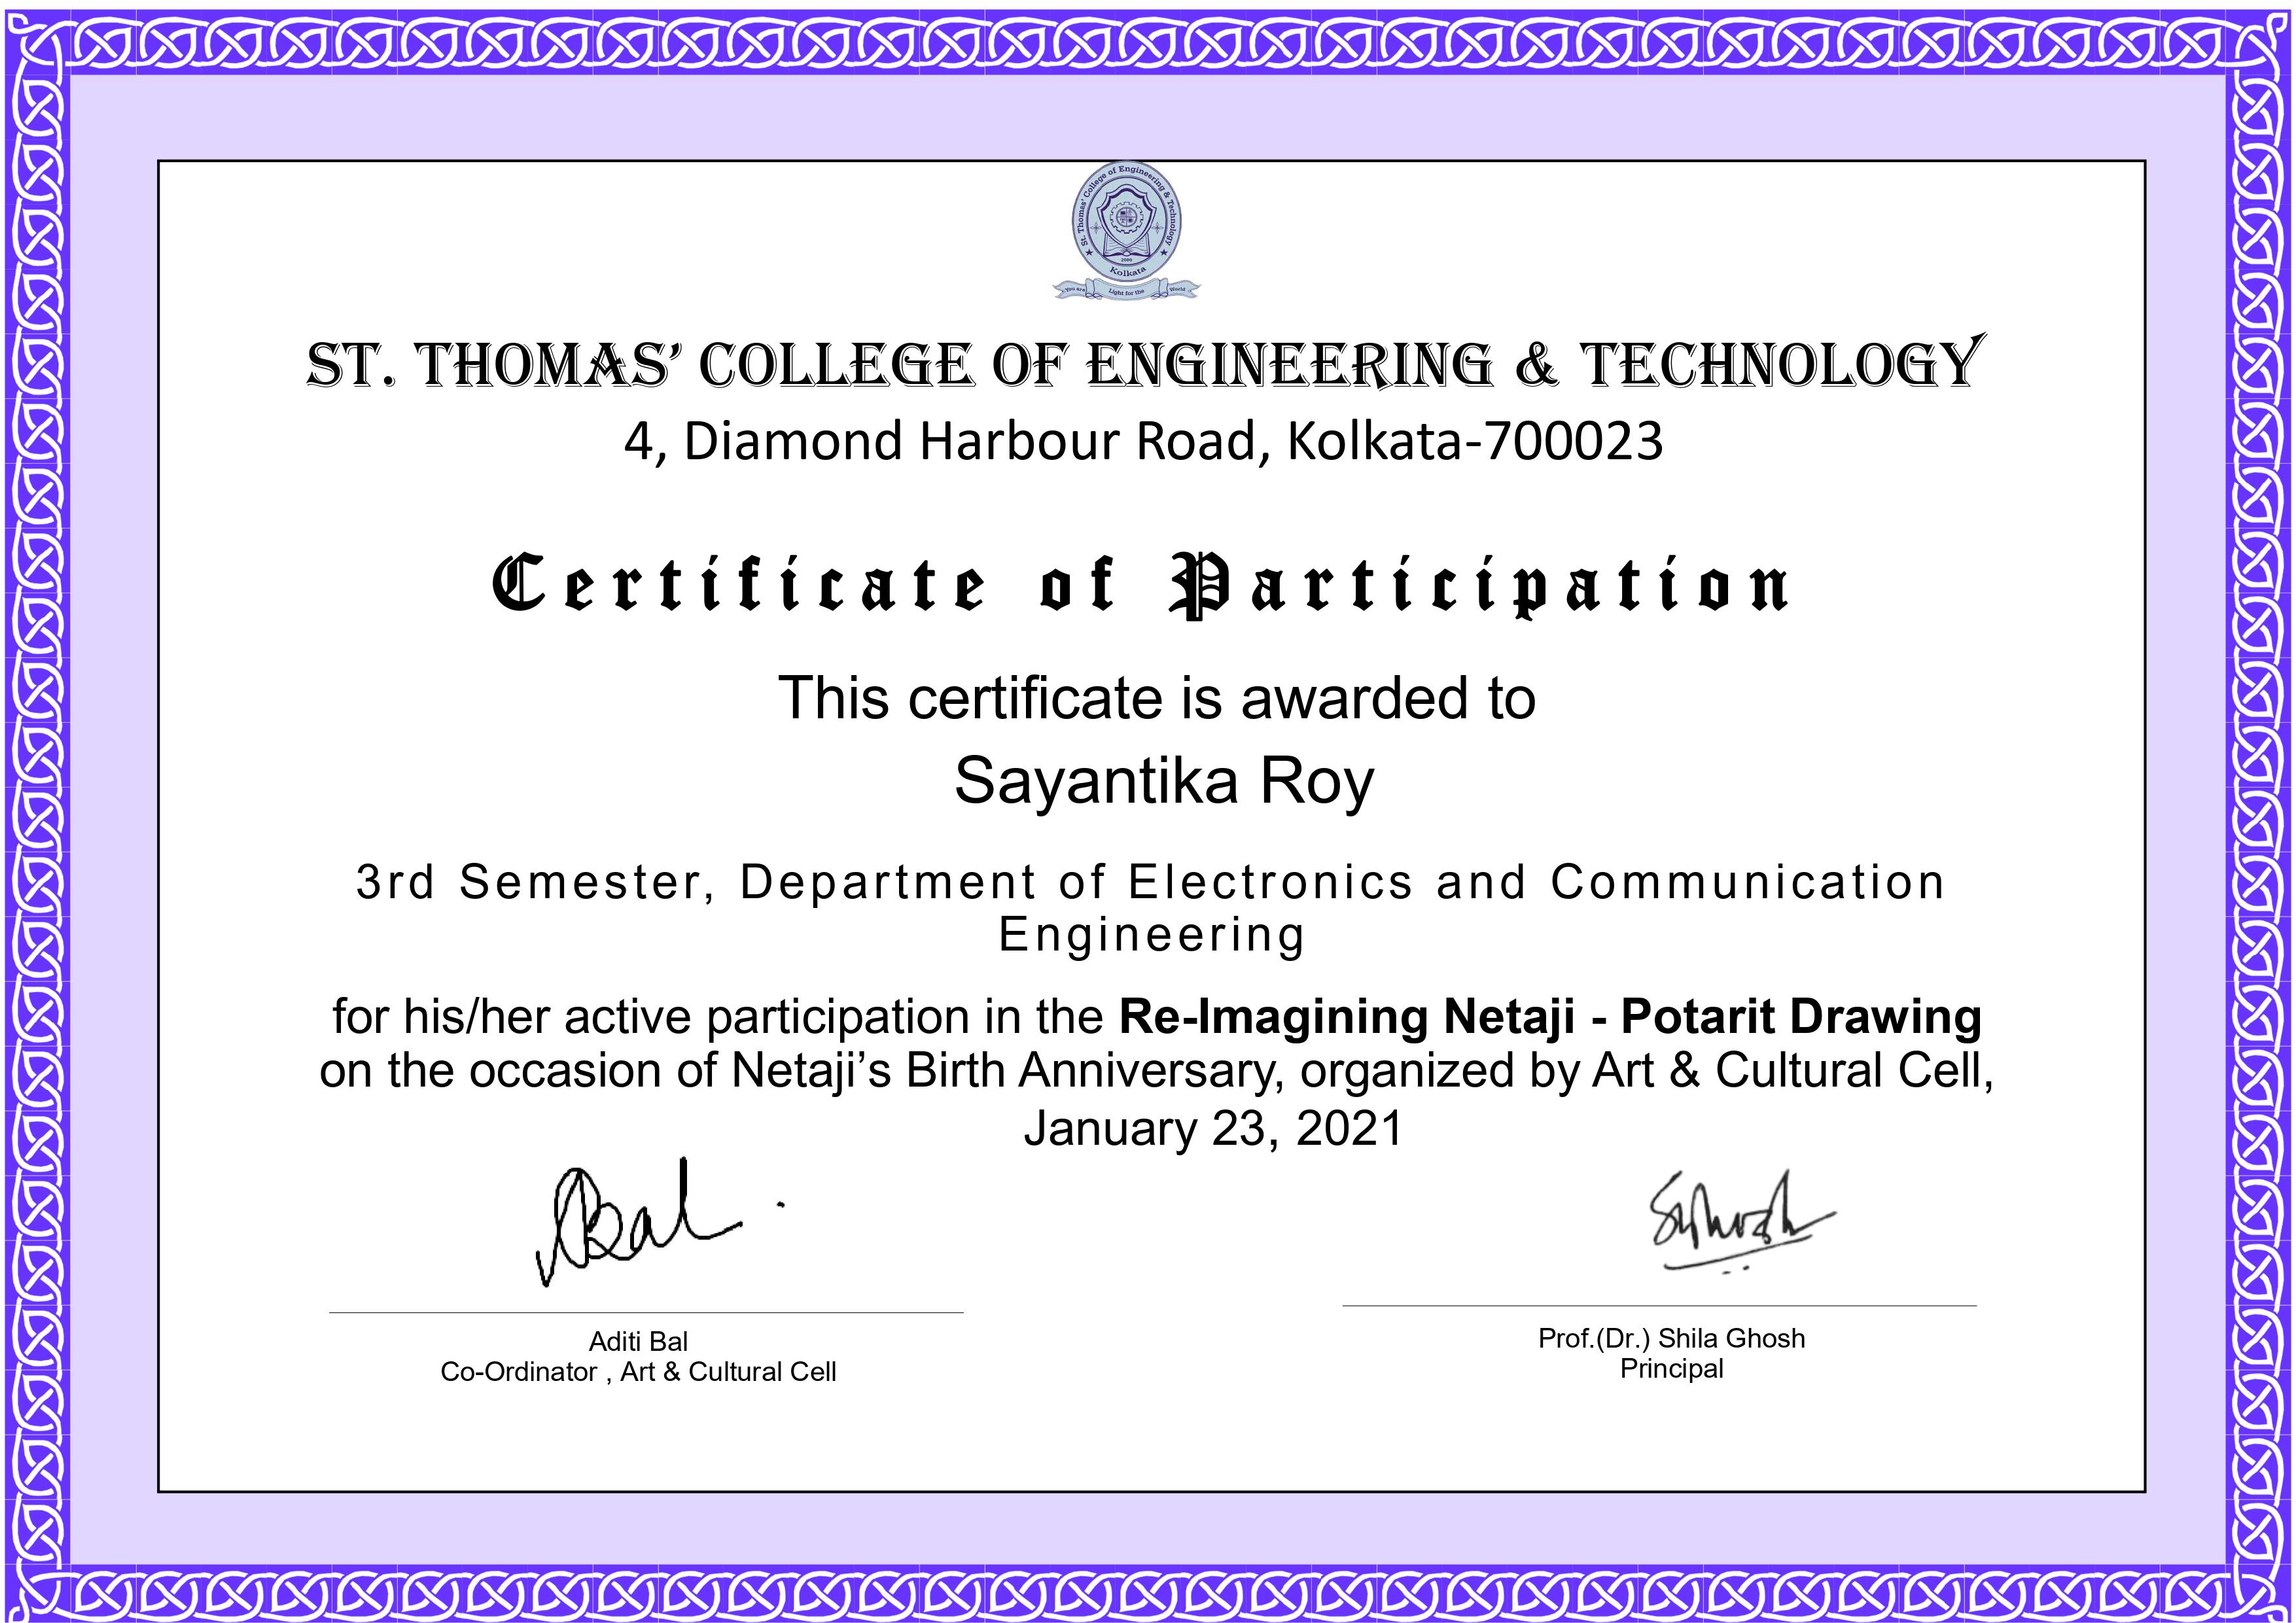 St. Thomas' College of Engineering & Technology
2000
Kolkata
You are Light for the World
ST. THOMAS' COLLEGE OF ENGINEERING & TECHNOLOGY
4, Diamond Harbour Road, Kolkata-700023
Certificate of Participation
This certificate is awarded to
Sayantika Roy
3rd Semester, Department of Electronics and Communication
Engineering
for his/her active participation in the Re-Imagining Netaji - Potarit Drawing
on the occasion of Netaji's Birth Anniversary, organized by Art & Cultural Cell,
January 23, 2021
ABal
SGhosh
Aditi Bal
Co-Ordinator , Art & Cultural Cell
Prof.(Dr.) Shila Ghosh
Principal